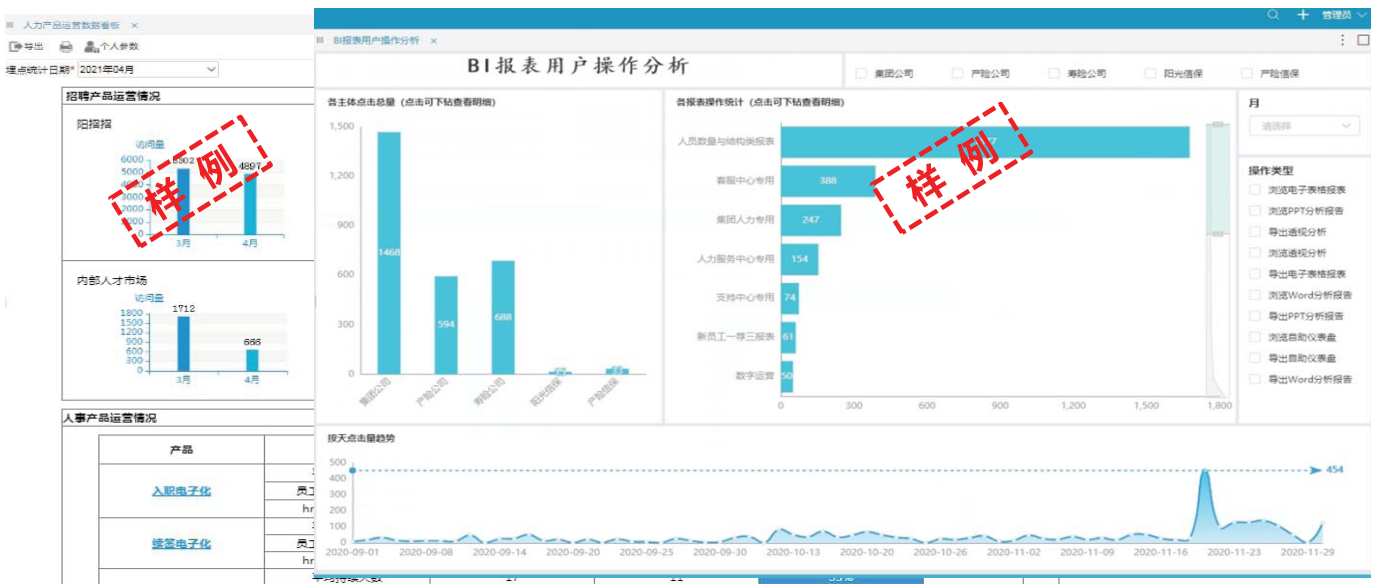 人力产品运营数据看板 ×
导出 个人参数
埋点统计日期* 2021年04月
招聘产品运营情况
阳招招
访问量
6000
5000
4000
3000
2000
0
5302
4897
3月 4月
样例
内部人才市场
访问量
1800
1500
1200
900
600
300
0
1712
666
3月 4月
人事产品运营情况
产品
入职电子化
员工
hr
续签电子化
员工
hr
管理员
BI报表用户操作分析 ×
BI报表用户操作分析
集团公司 产险公司 寿险公司 阳光信保 产险信保
各主体点击总量（点击可下钻查看明细）
1,500
1,200
900
600
300
0
1468
594
688
集团公司 产险公司 寿险公司 阳光信保 产险信保
各报表操作统计（点击可下钻查看明细）
人员数量与结构类报表
客服中心专用 388
集团人力专用 247
人力服务中心专用 154
支持中心专用 74
新员工一荐三报表 61
数字运营 50
0 300 600 900 1,200 1,500 1,800
样例
月
请选择
操作类型
浏览电子表格报表
浏览PPT分析报告
导出透视分析
浏览透视分析
导出电子表格报表
浏览Word分析报告
导出PPT分析报告
浏览自助仪表盘
导出自助仪表盘
导出Word分析报告
按天点击量趋势
500
400
300
200
100
0
454
2020-09-01 2020-09-08 2020-09-14 2020-09-20 2020-09-25 2020-09-30 2020-10-13 2020-10-20 2020-10-26 2020-11-02 2020-11-09 2020-11-16 2020-11-23 2020-11-29